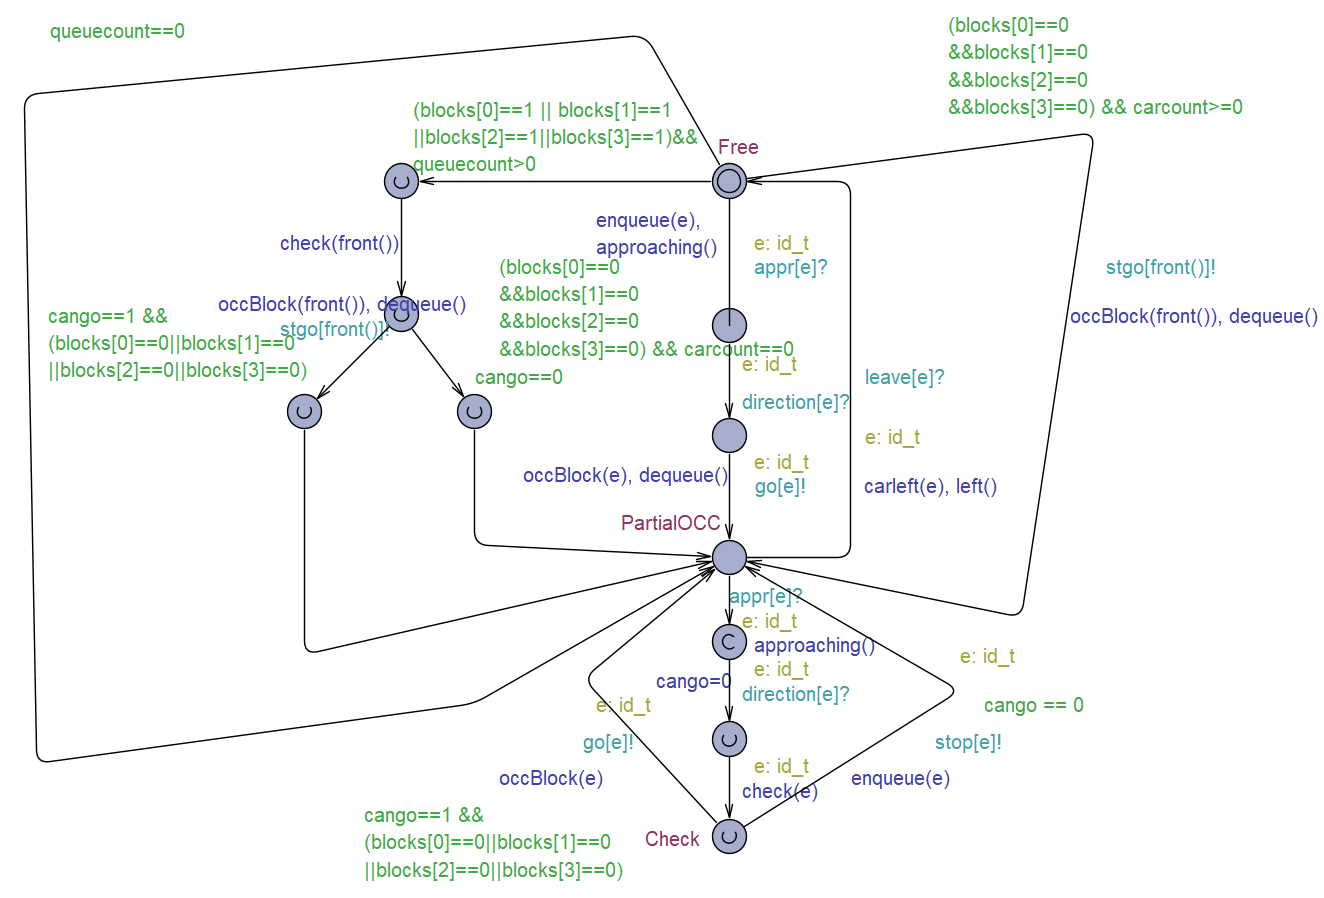 queuecount==0
(blocks[0]==0
&&blocks[1]==0
&&blocks[2]==0
&&blocks[3]==0) && carcount>=0
(blocks[0]==1 || blocks[1]==1
||blocks[2]==1||blocks[3]==1)&&
queuecount>0
Free
enqueue(e),
approaching()
e: id_t
appr[e]?
check(front())
(blocks[0]==0
&&blocks[1]==0
&&blocks[2]==0
&&blocks[3]==0) && carcount==0
stgo[front()]!
occBlock(front()), dequeue()
occBlock(front()), dequeue()
stgo[front()]!
cango==1 &&
(blocks[0]==0||blocks[1]==0
||blocks[2]==0||blocks[3]==0)
cango==0
e: id_t
direction[e]?
leave[e]?
e: id_t
carleft(e), left()
e: id_t
go[e]!
occBlock(e), dequeue()
PartialOCC
appr[e]?
e: id_t
approaching()
cango=0
e: id_t
direction[e]?
e: id_t
go[e]!
occBlock(e)
e: id_t
cango == 0
stop[e]!
enqueue(e)
e: id_t
check(e)
Check
cango==1 &&
(blocks[0]==0||blocks[1]==0
||blocks[2]==0||blocks[3]==0)